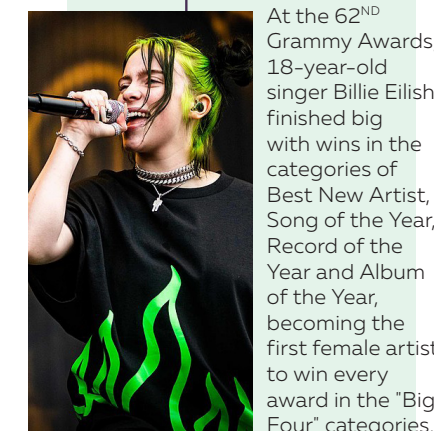 At the 62ND
Grammy Awards
18-year-old
singer Billie Eilish
finished big
with wins in the
categories of
Best New Artist,
Song of the Year,
Record of the
Year and Album
of the Year,
becoming the
first female artist
to win every
award in the "Big
Four" categories.